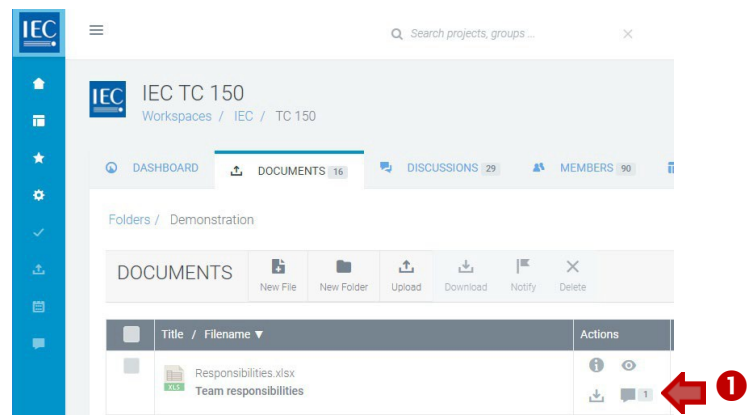 IEC
Search projects, groups ...
IEC
IEC TC 150
Workspaces / IEC / TC 150
DASHBOARD
DOCUMENTS 16
DISCUSSIONS 29
MEMBERS 90
Folders / Demonstration
DOCUMENTS
New File
New Folder
Upload
Download
Notify
Delete
Title / Filename ▼
Actions
XLS
Responsibilities.xlsx
Team responsibilities
1
1